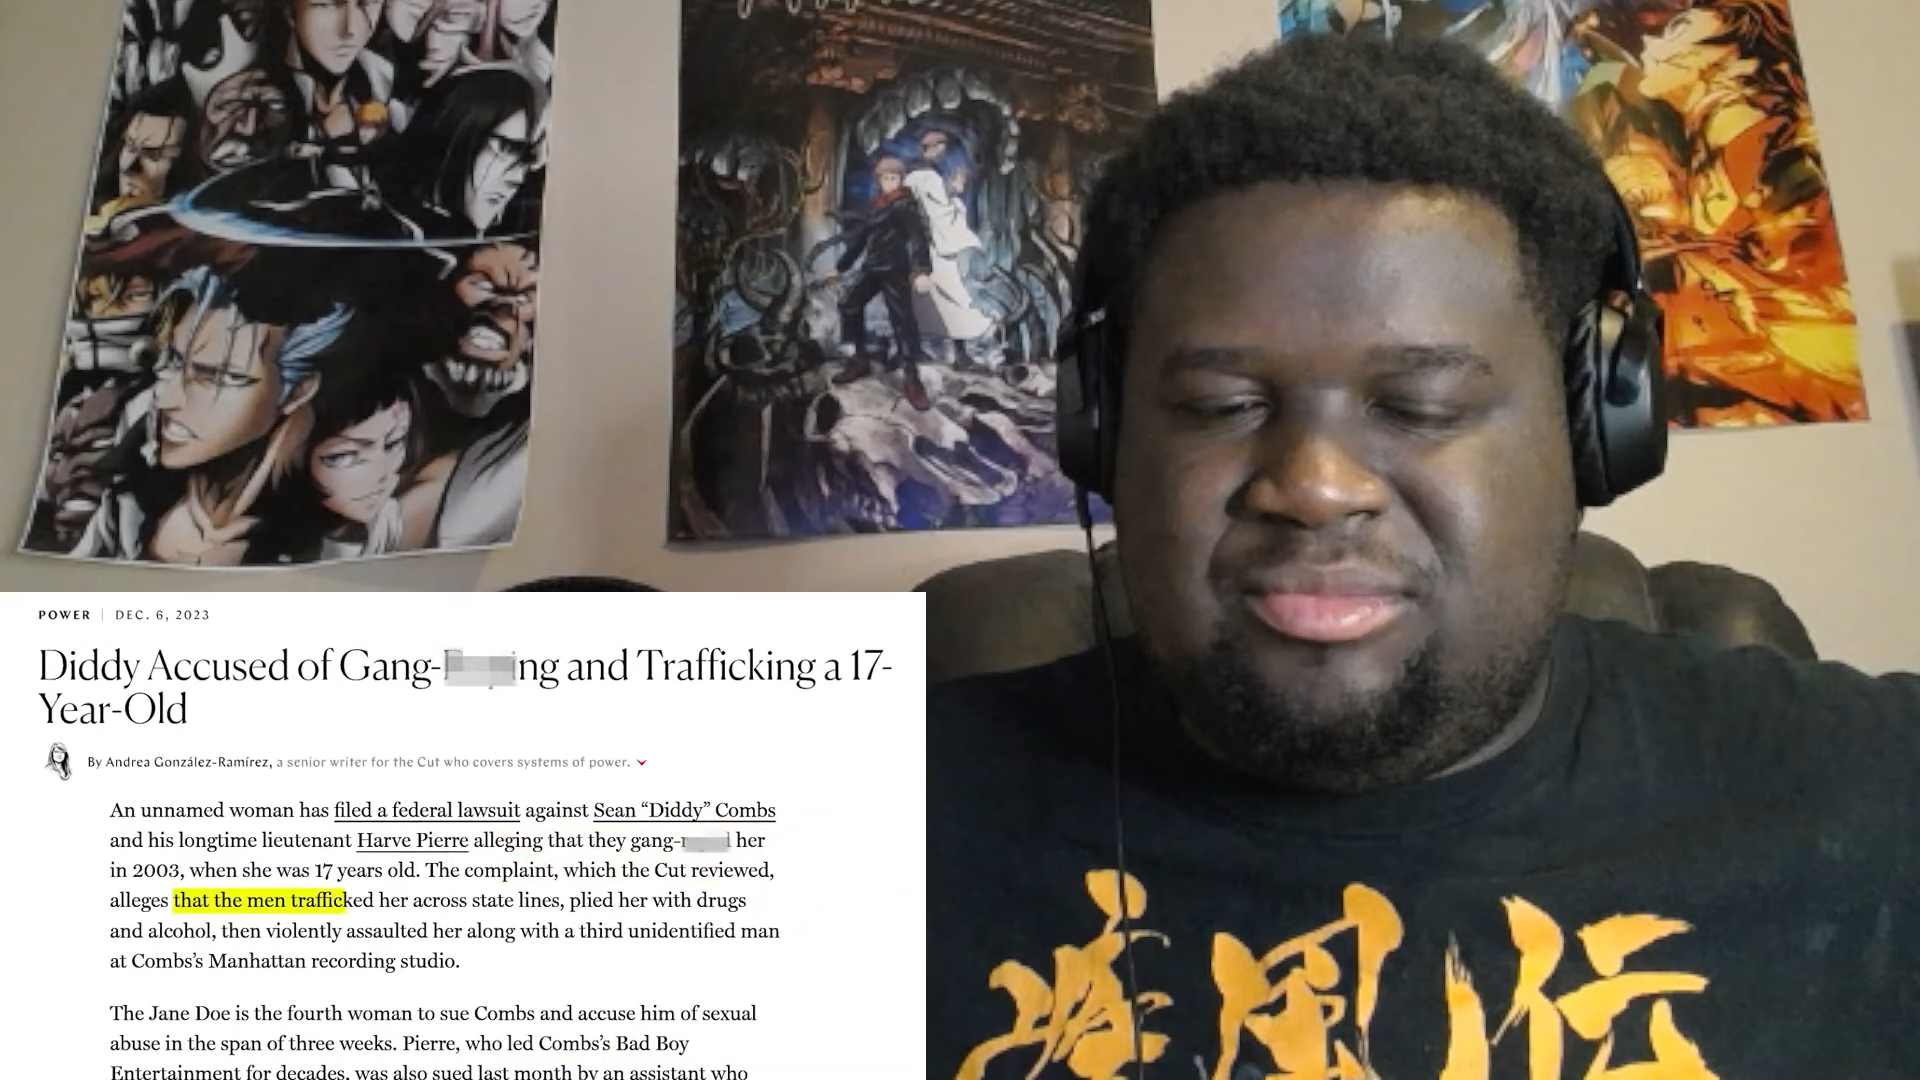 POWER | DEC. 6, 2023
Diddy Accused of Gang- ing and Trafficking a 17-
Year-Old
By Andrea González-Ramírez, a senior writer for the Cut who covers systems of power.
An unnamed woman has filed a federal lawsuit against Sean “Diddy” Combs
and his longtime lieutenant Harve Pierre alleging that they gang- her
in 2003, when she was 17 years old. The complaint, which the Cut reviewed,
alleges that the men trafficked her across state lines, plied her with drugs
and alcohol, then violently assaulted her along with a third unidentified man
at Combs’s Manhattan recording studio.
The Jane Doe is the fourth woman to sue Combs and accuse him of sexual
abuse in the span of three weeks. Pierre, who led Combs’s Bad Boy
Entertainment for decades, was also sued last month by an assistant who
疾風伝